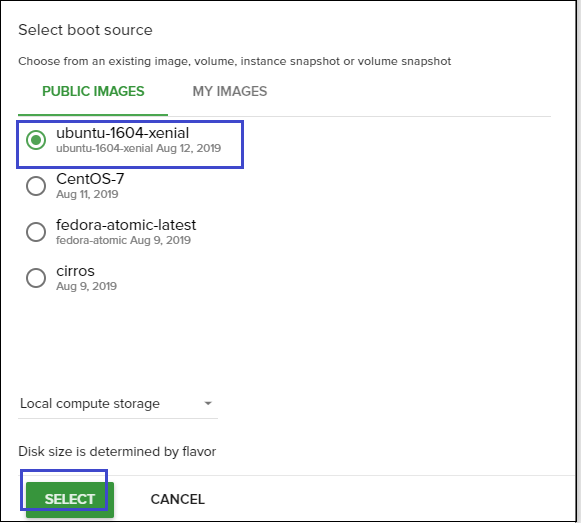 Select boot source
Choose from an existing image, volume, instance snapshot or volume snapshot
PUBLIC IMAGES MY IMAGES
ubuntu-1604-xenial
ubuntu-1604-xenial Aug 12, 2019
CentOS-7
Aug 11, 2019
fedora-atomic-latest
fedora-atomic Aug 9, 2019
cirros
Aug 9, 2019
Local compute storage
Disk size is determined by flavor
SELECT CANCEL